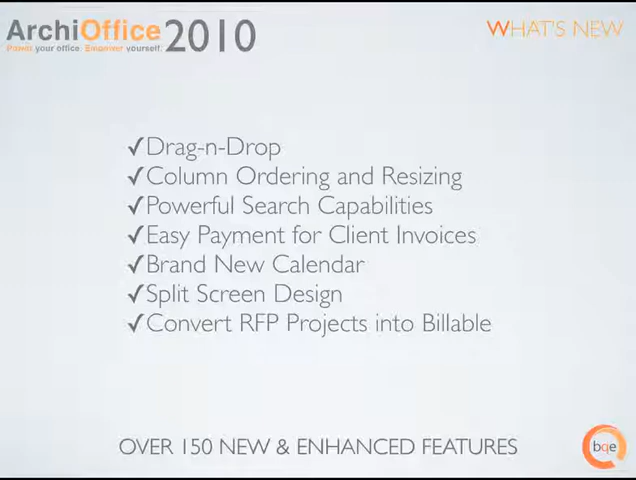 ArchiOffice 2010
Power your office. Empower yourself.
WHAT'S NEW
✓Drag-n-Drop
✓Column Ordering and Resizing
✓Powerful Search Capabilities
✓Easy Payment for Client Invoices
✓Brand New Calendar
✓Split Screen Design
✓Convert RFP Projects into Billable
OVER 150 NEW & ENHANCED FEATURES
bqe